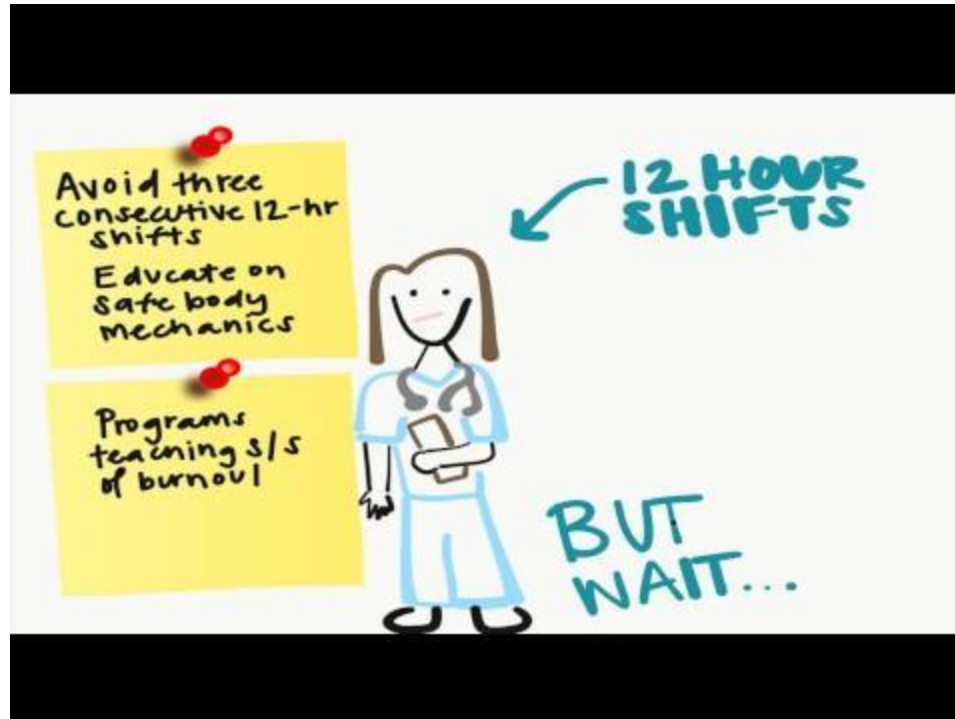 Avoid three
consecutive 12-hr
shifts
Educate on
safe body
mechanics
Programs
teaching s/s
of burnout
12 HOUR
SHIFTS
BUT
WAIT...